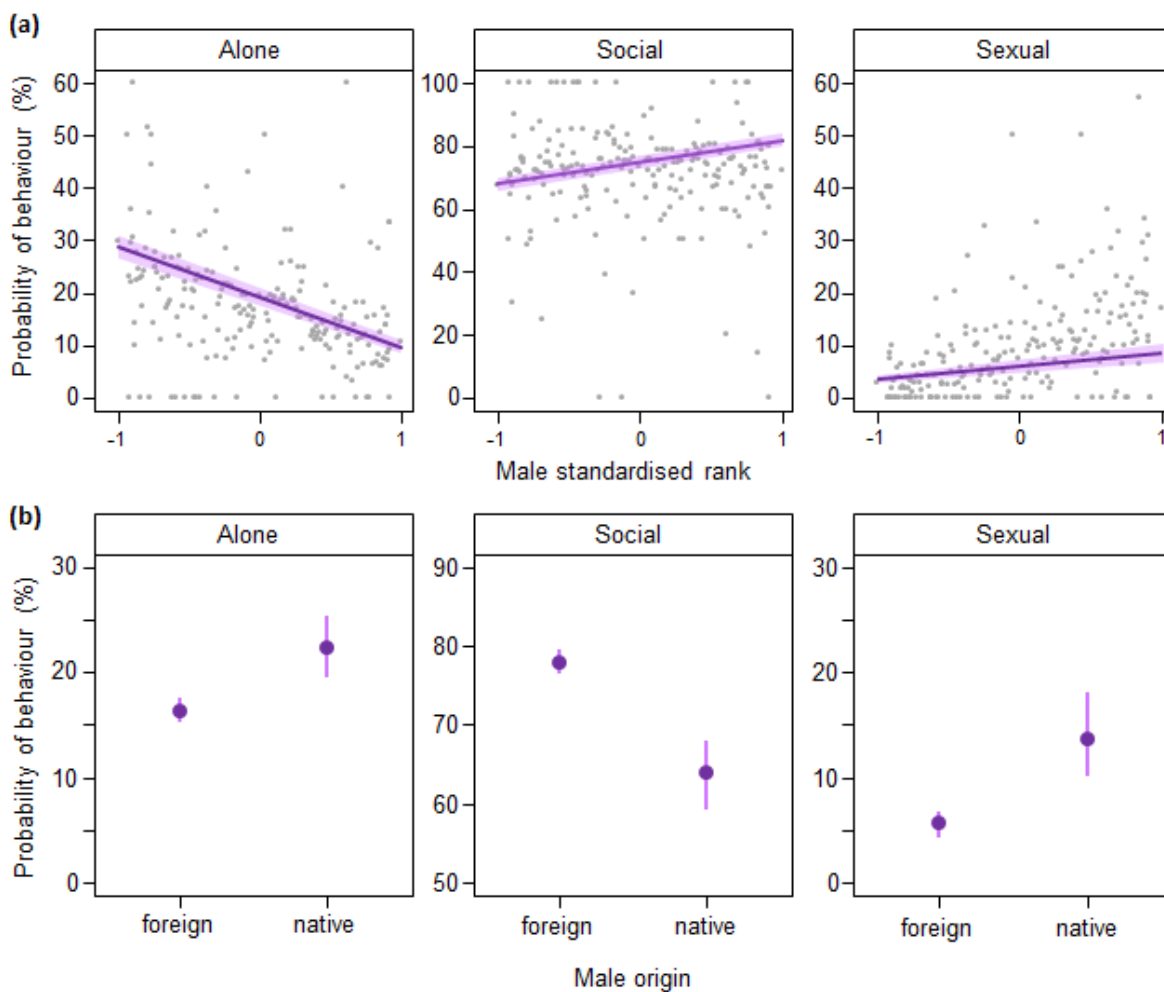 (a)
Alone Social Sexual
Probability of behaviour (%)
60 50 40 30 20 10 0
100 80 60 40 20 0
60 50 40 30 20 10 0
-1 0 1 -1 0 1 -1 0 1
Male standardised rank
(b)
Alone Social Sexual
Probability of behaviour (%)
30 20 10 0
90 80 70 60 50
30 20 10 0
foreign native foreign native foreign native
Male origin